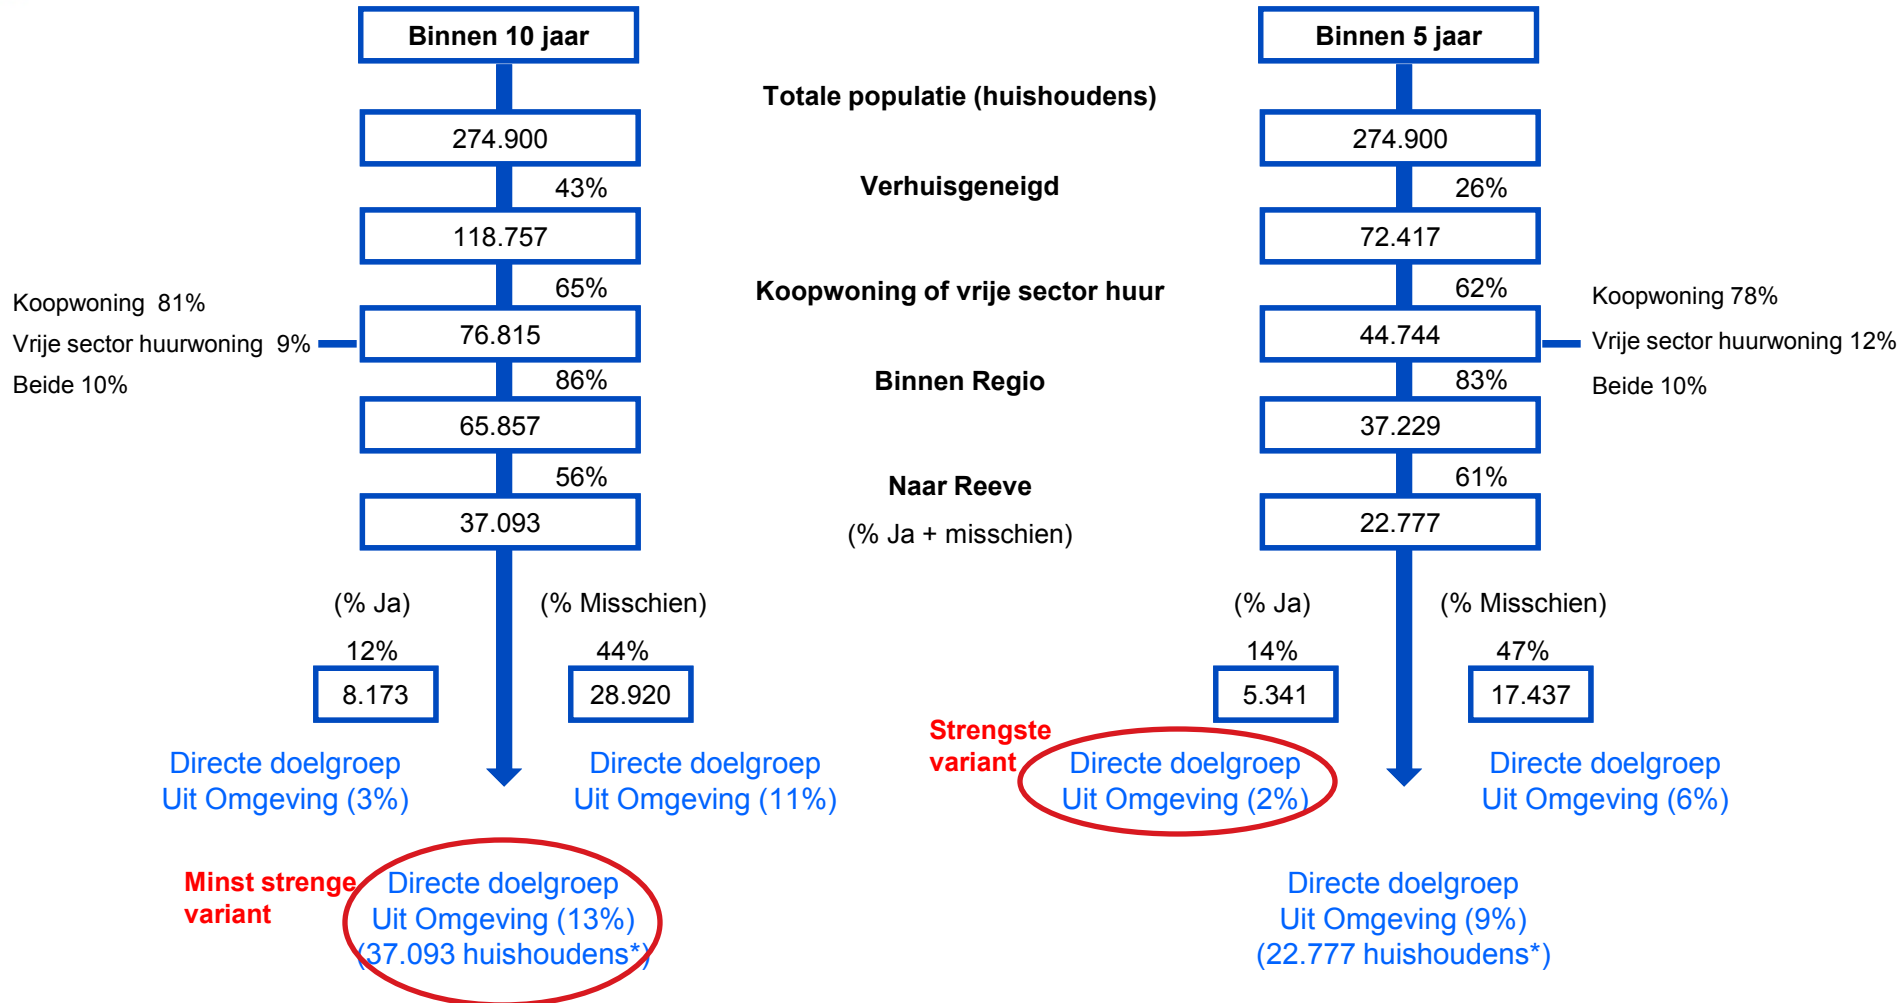 Binnen 10 jaar
Binnen 5 jaar
Totale populatie (huishoudens)
274.900
274.900
43%
Verhuisgeneigd
26%
118.757
72.417
65%
Koopwoning of vrije sector huur
62%
Koopwoning 81%
Vrije sector huurwoning 9%
Beide 10%
76.815
44.744
Koopwoning 78%
Vrije sector huurwoning 12%
Beide 10%
86%
Binnen Regio
83%
65.857
37.229
56%
Naar Reeve
61%
37.093
(% Ja + misschien)
22.777
(% Ja)
(% Misschien)
(% Ja)
(% Misschien)
12%
44%
14%
47%
8.173
28.920
5.341
17.437
Strengste
variant
Directe doelgroep
Uit Omgeving (3%)
Directe doelgroep
Uit Omgeving (11%)
Directe doelgroep
Uit Omgeving (2%)
Directe doelgroep
Uit Omgeving (6%)
Minst strenge
variant
Directe doelgroep
Uit Omgeving (13%)
(37.093 huishoudens*)
Directe doelgroep
Uit Omgeving (9%)
(22.777 huishoudens*)